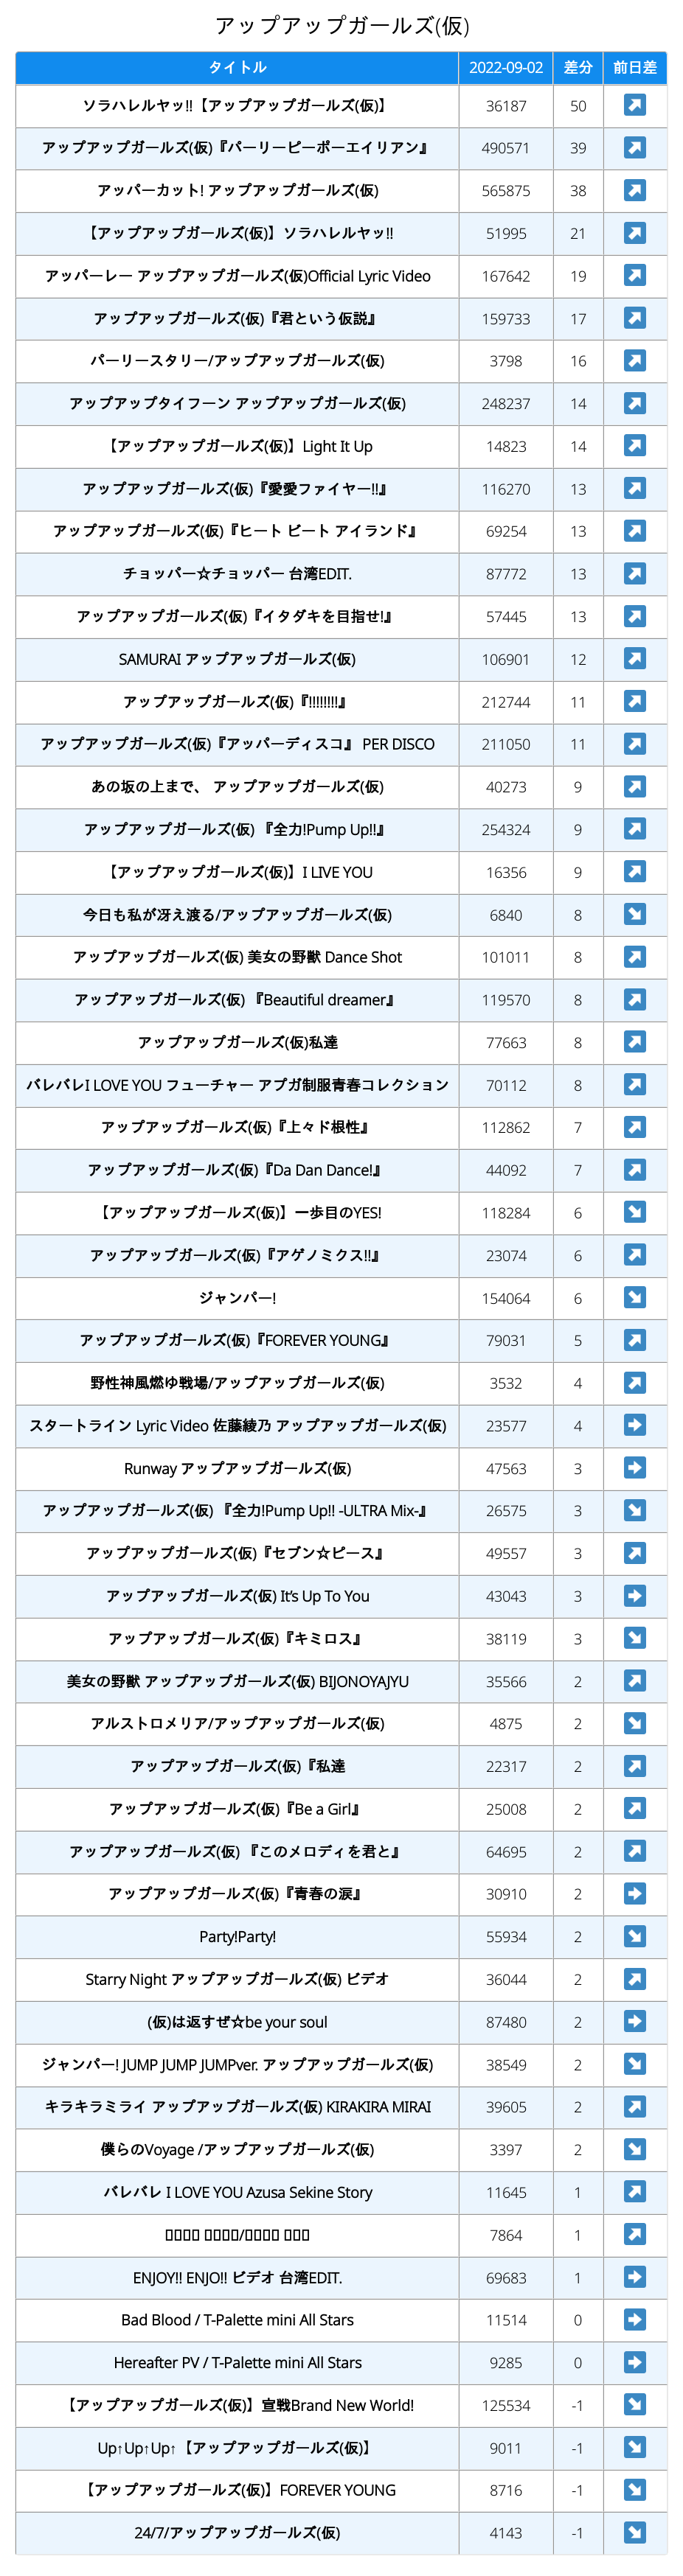 アップアップガールズ(仮)
タイトル 2022-09-02 差分 前日差
ソラハレルヤッ!!【アップアップガールズ(仮)】 36187 50
アップアップガールズ(仮)『パーリーピーポーエイリアン』 490571 39
アッパーカット! アップアップガールズ(仮) 565875 38
【アップアップガールズ(仮)】ソラハレルヤッ!! 51995 21
アッパーレー アップアップガールズ(仮)Official Lyric Video 167642 19
アップアップガールズ(仮)『君という仮説』 159733 17
パーリースタリー/アップアップガールズ(仮) 3798 16
アップアップタイフーン アップアップガールズ(仮) 248237 14
【アップアップガールズ(仮)】Light It Up 14823 14
アップアップガールズ(仮)『愛愛ファイヤー!!』 116270 13
アップアップガールズ(仮)『ヒート ビート アイランド』 69254 13
チョッパー☆チョッパー 台湾EDIT. 87772 13
アップアップガールズ(仮)『イタダキを目指せ!』 57445 13
SAMURAI アップアップガールズ(仮) 106901 12
アップアップガールズ(仮)『!!!!!!!!』 212744 11
アップアップガールズ(仮)『アッパーディスコ』 PER DISCO 211050 11
あの坂の上まで、 アップアップガールズ(仮) 40273 9
アップアップガールズ(仮) 『全力!Pump Up!!』 254324 9
【アップアップガールズ(仮)】I LIVE YOU 16356 9
今日も私が冴え渡る/アップアップガールズ(仮) 6840 8
アップアップガールズ(仮) 美女の野獣 Dance Shot 101011 8
アップアップガールズ(仮) 『Beautiful dreamer』 119570 8
アップアップガールズ(仮)私達 77663 8
バレバレI LOVE YOU フューチャー アプガ制服青春コレクション 70112 8
アップアップガールズ(仮)『上々ド根性』 112862 7
アップアップガールズ(仮)『Da Dan Dance!』 44092 7
【アップアップガールズ(仮)】一歩目のYES! 118284 6
アップアップガールズ(仮)『アゲノミクス!!』 23074 6
ジャンパー! 154064 6
アップアップガールズ(仮)『FOREVER YOUNG』 79031 5
野性神風燃ゆ戦場/アップアップガールズ(仮) 3532 4
スタートライン Lyric Video 佐藤綾乃 アップアップガールズ(仮) 23577 4
Runway アップアップガールズ(仮) 47563 3
アップアップガールズ(仮) 『全力!Pump Up!! -ULTRA Mix-』 26575 3
アップアップガールズ(仮)『セブン☆ピース』 49557 3
アップアップガールズ(仮) It's Up To You 43043 3
アップアップガールズ(仮)『キミロス』 38119 3
美女の野獣 アップアップガールズ(仮) BIJONOYAJYU 35566 2
アルストロメリア/アップアップガールズ(仮) 4875 2
アップアップガールズ(仮)『私達 22317 2
アップアップガールズ(仮)『Be a Girl』 25008 2
アップアップガールズ(仮) 『このメロディを君と』 64695 2
アップアップガールズ(仮)『青春の涙』 30910 2
Party!Party! 55934 2
Starry Night アップアップガールズ(仮) ビデオ 36044 2
(仮)は返すぜ☆be your soul 87480 2
ジャンパー! JUMP JUMP JUMPver. アップアップガールズ(仮) 38549 2
キラキラミライ アップアップガールズ(仮) KIRAKIRA MIRAI 39605 2
僕らのVoyage /アップアップガールズ(仮) 3397 2
バレバレ I LOVE YOU Azusa Sekine Story 11645 1
7864 1
ENJOY!! ENJO!! ビデオ 台湾EDIT. 69683 1
Bad Blood / T-Palette mini All Stars 11514 0
Hereafter PV / T-Palette mini All Stars 9285 0
【アップアップガールズ(仮)】宣戦Brand New World! 125534 -1
Up↑Up↑Up↑【アップアップガールズ(仮)】 9011 -1
【アップアップガールズ(仮)】FOREVER YOUNG 8716 -1
24/7/アップアップガールズ(仮) 4143 -1